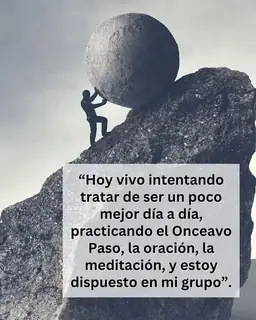 “Hoy vivo intentando
tratar de ser un poco
mejor día a día,
practicando el Onceavo
Paso, la oración, la
meditación, y estoy
dispuesto en mi grupo”.